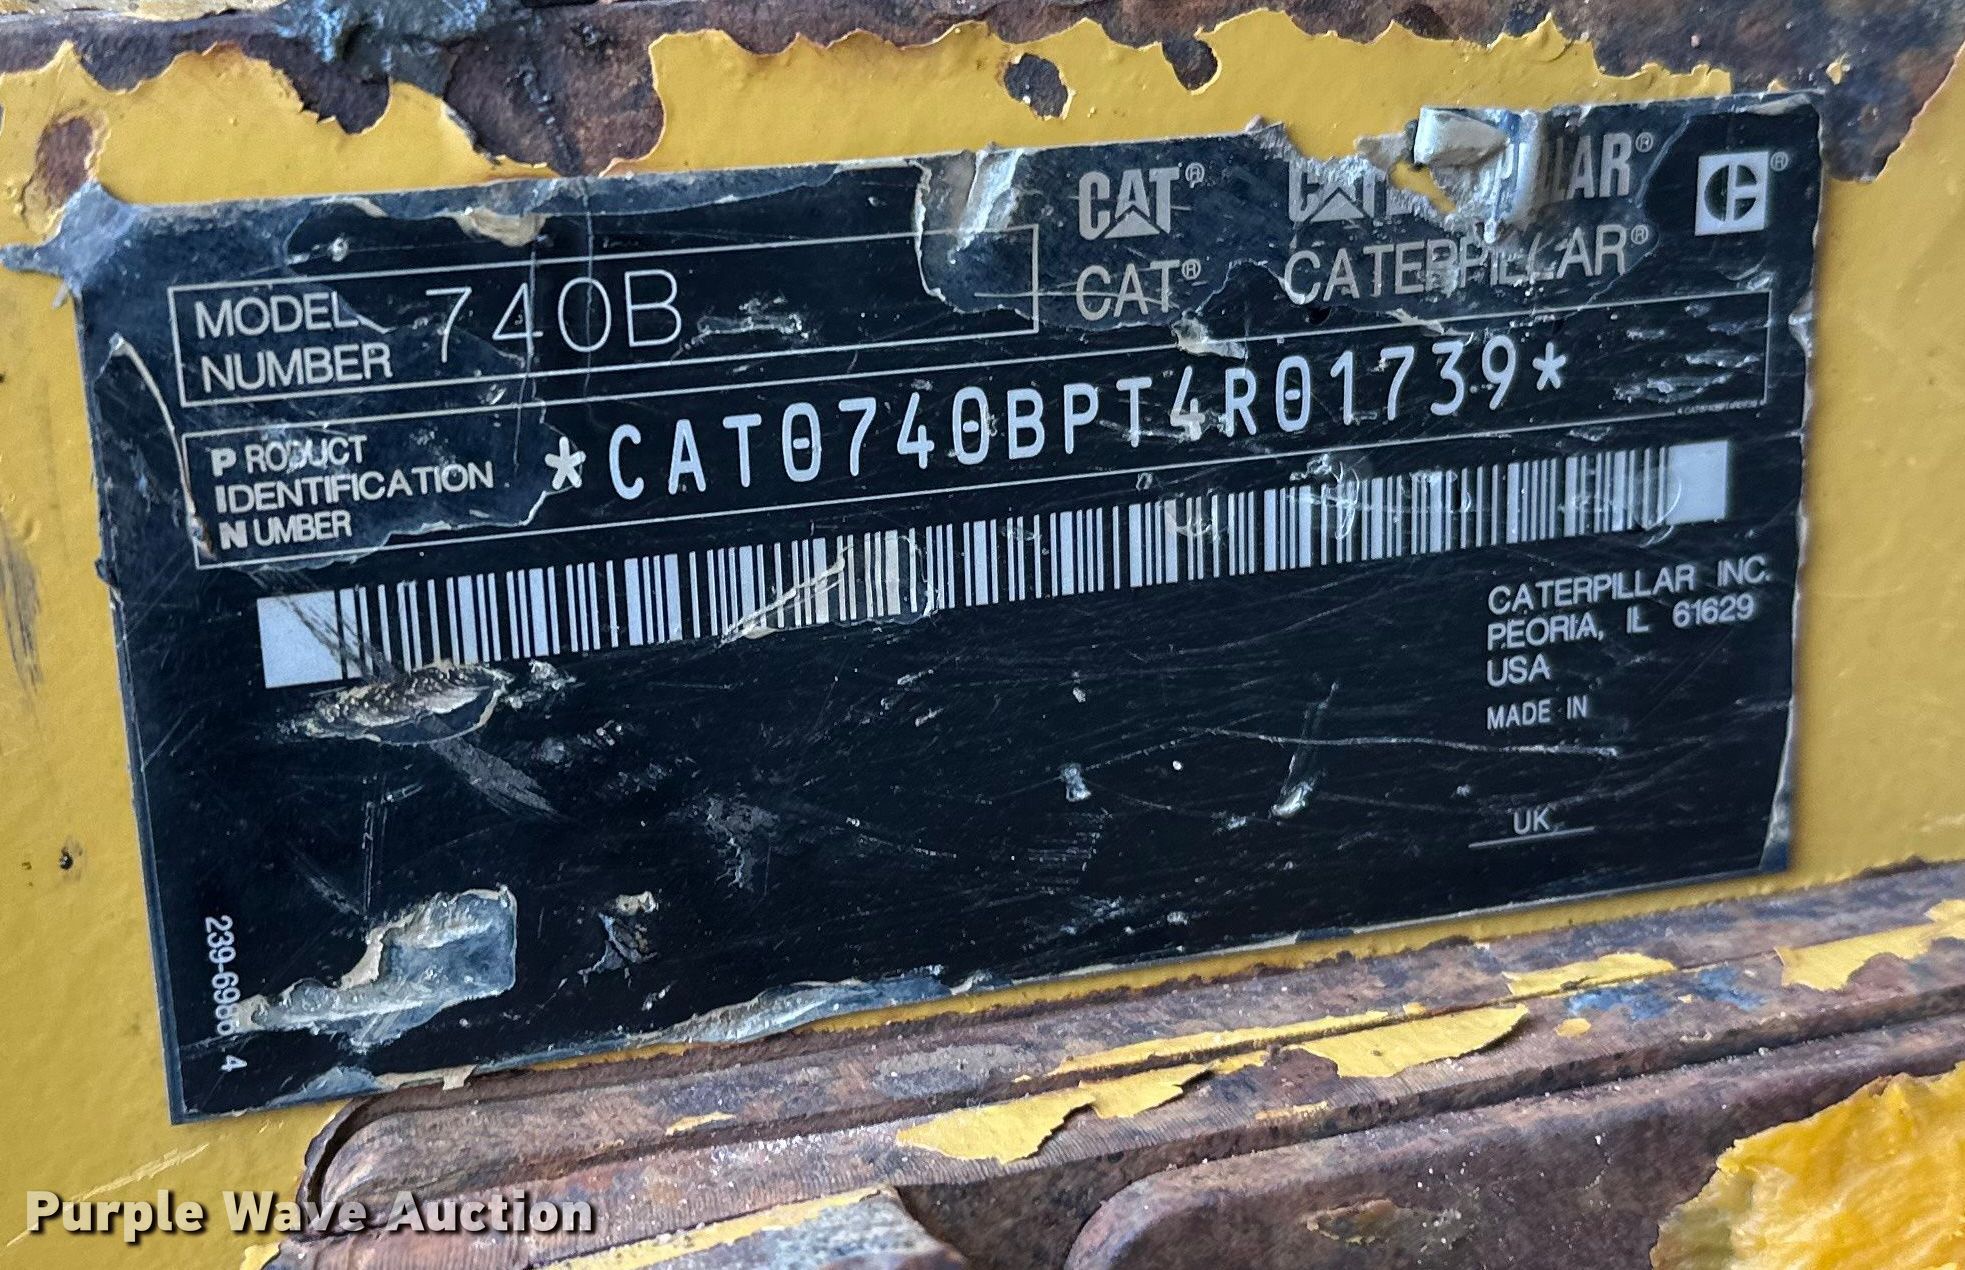 CAT® CATERPILLAR®
CAT® CATERPILLAR®
MODEL NUMBER 740B
PRODUCT IDENTIFICATION NUMBER *CAT0740BPT4R01739*
CATERPILLAR INC.
PEORIA, IL 61629
USA
MADE IN
UK
4
Purple Wave Auction